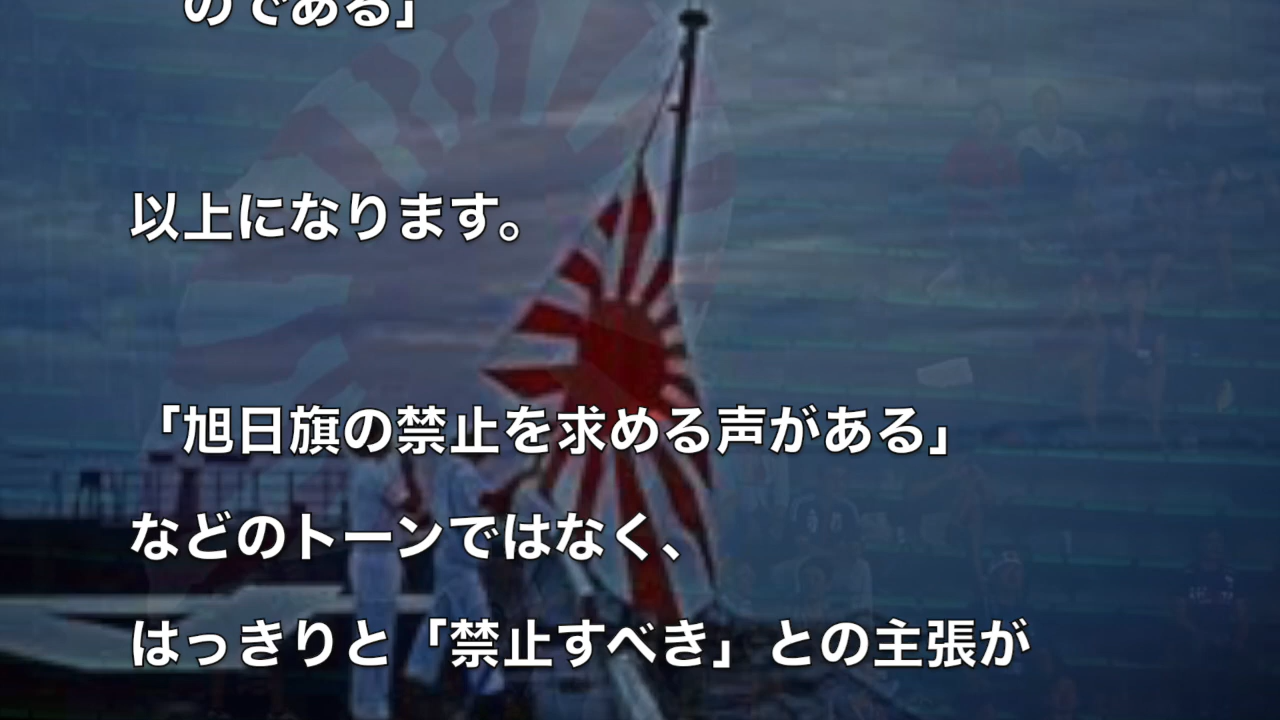 のである」
以上になります。
「旭日旗の禁止を求める声がある」
などのトーンではなく、
はっきりと「禁止すべき」との主張が